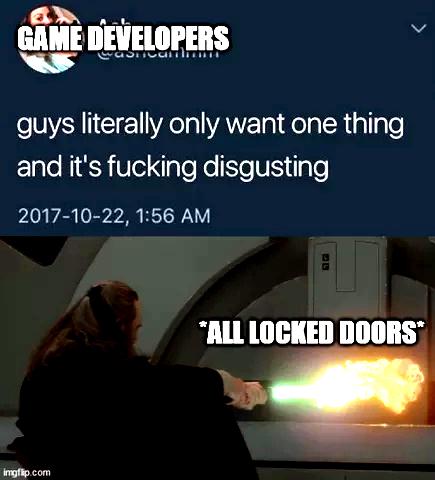 GAME DEVELOPERS
guys literally only want one thing
and it's fucking disgusting
2017-10-22, 1:56 AM
*ALL LOCKED DOORS*
imgflip.com